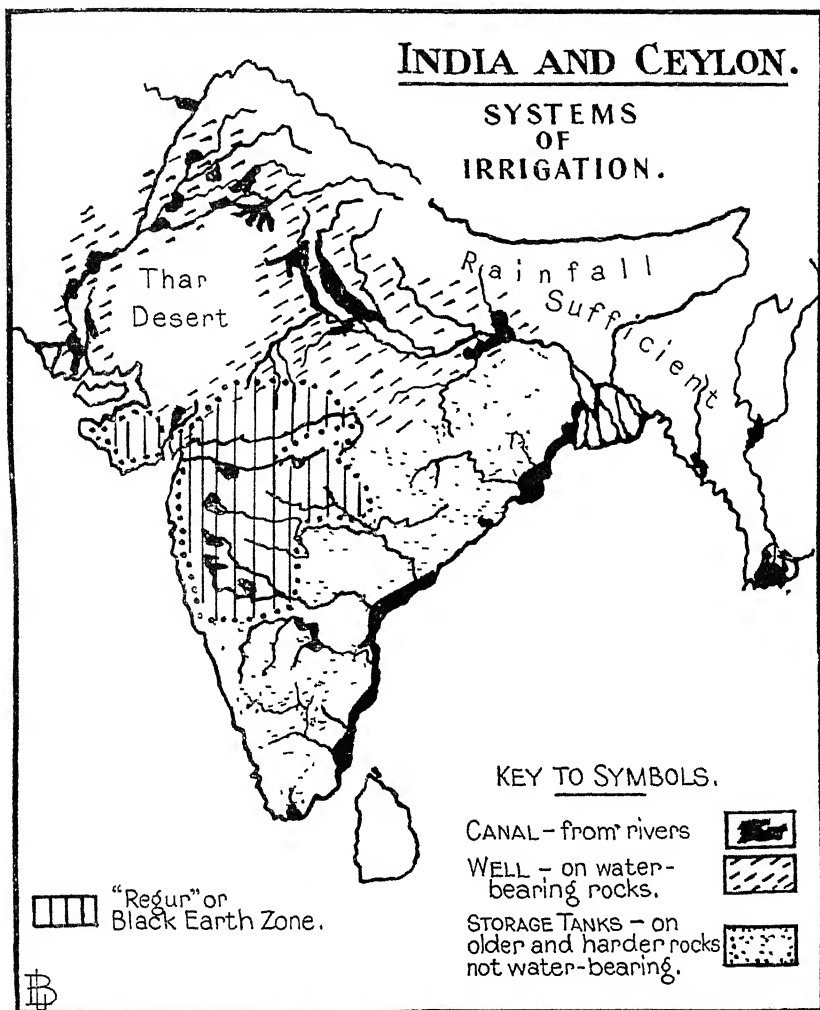 INDIA AND CEYLON.
SYSTEMS
OF
IRRIGATION.
Thar
Desert
Rainfall
Sufficient
KEY TO SYMBOLS.
CANAL – from rivers
WELL – on water-
bearing rocks.
STORAGE TANKS – on
older and harder rocks
not water-bearing.
"Regur" or
Black Earth Zone.